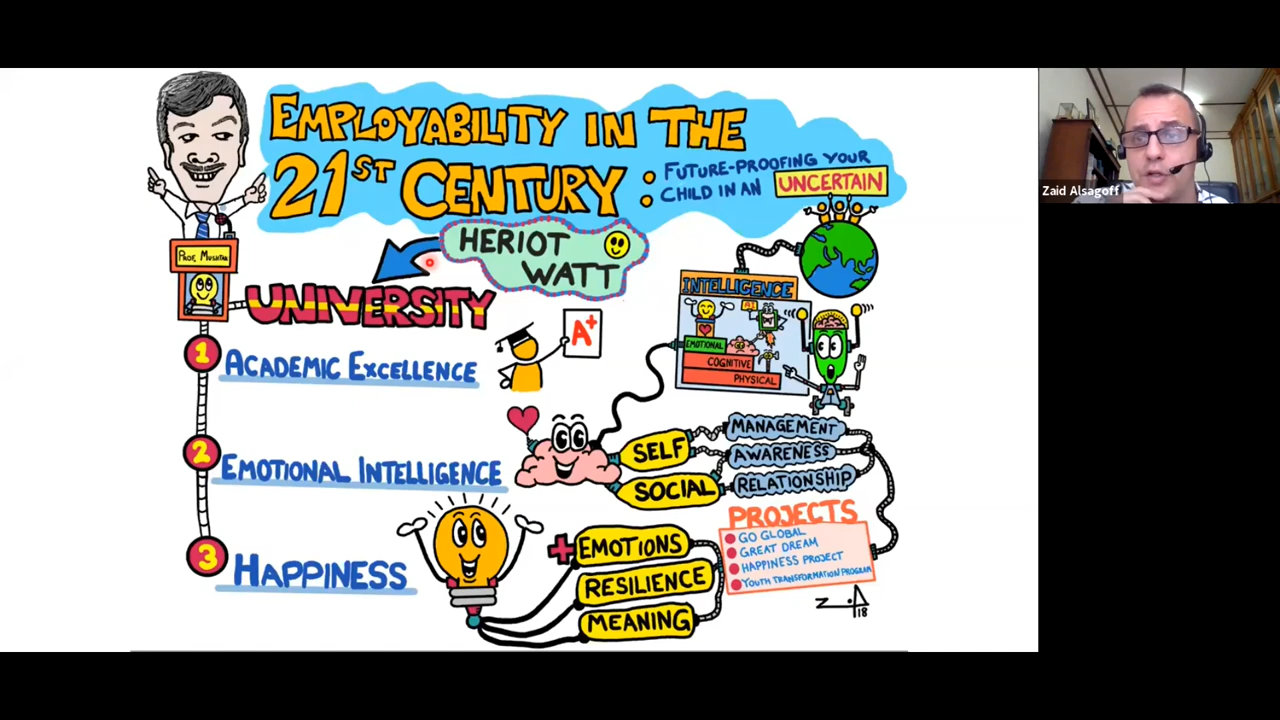 EMPLOYABILITY IN THE
21ST CENTURY :
FUTURE-PROOFING YOUR
CHILD IN AN UNCERTAIN
PROF. MUSHTAK
HERIOT
WATT
UNIVERSITY
1 ACADEMIC EXCELLENCE
A+
2 EMOTIONAL INTELLIGENCE
3 HAPPINESS
INTELLIGENCE
AI
EMOTIONAL
COGNITIVE
PHYSICAL
SELF
SOCIAL
MANAGEMENT
AWARENESS
RELATIONSHIP
+ EMOTIONS
RESILIENCE
MEANING
PROJECTS
GO GLOBAL
GREAT DREAM
HAPPINESS PROJECT
YOUTH TRANSFORMATION PROGRAM
18
Zaid Alsagoff